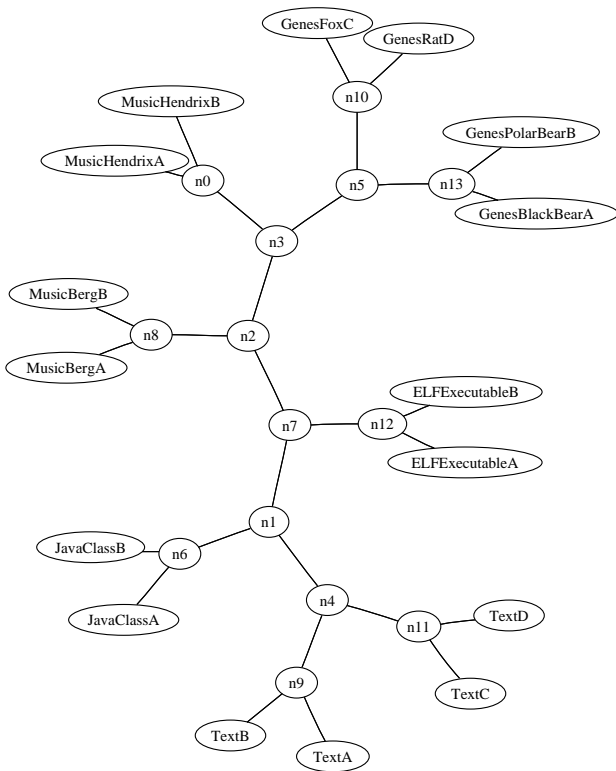 GenesFoxC
GenesRatD
n10
MusicHendrixB
GenesPolarBearB
MusicHendrixA
n0
n5
n13
GenesBlackBearA
n3
MusicBergB
n8
n2
MusicBergA
ELFExecutableB
n7
n12
ELFExecutableA
n1
JavaClassB
n6
n4
JavaClassA
n11
TextD
n9
TextC
TextB
TextA